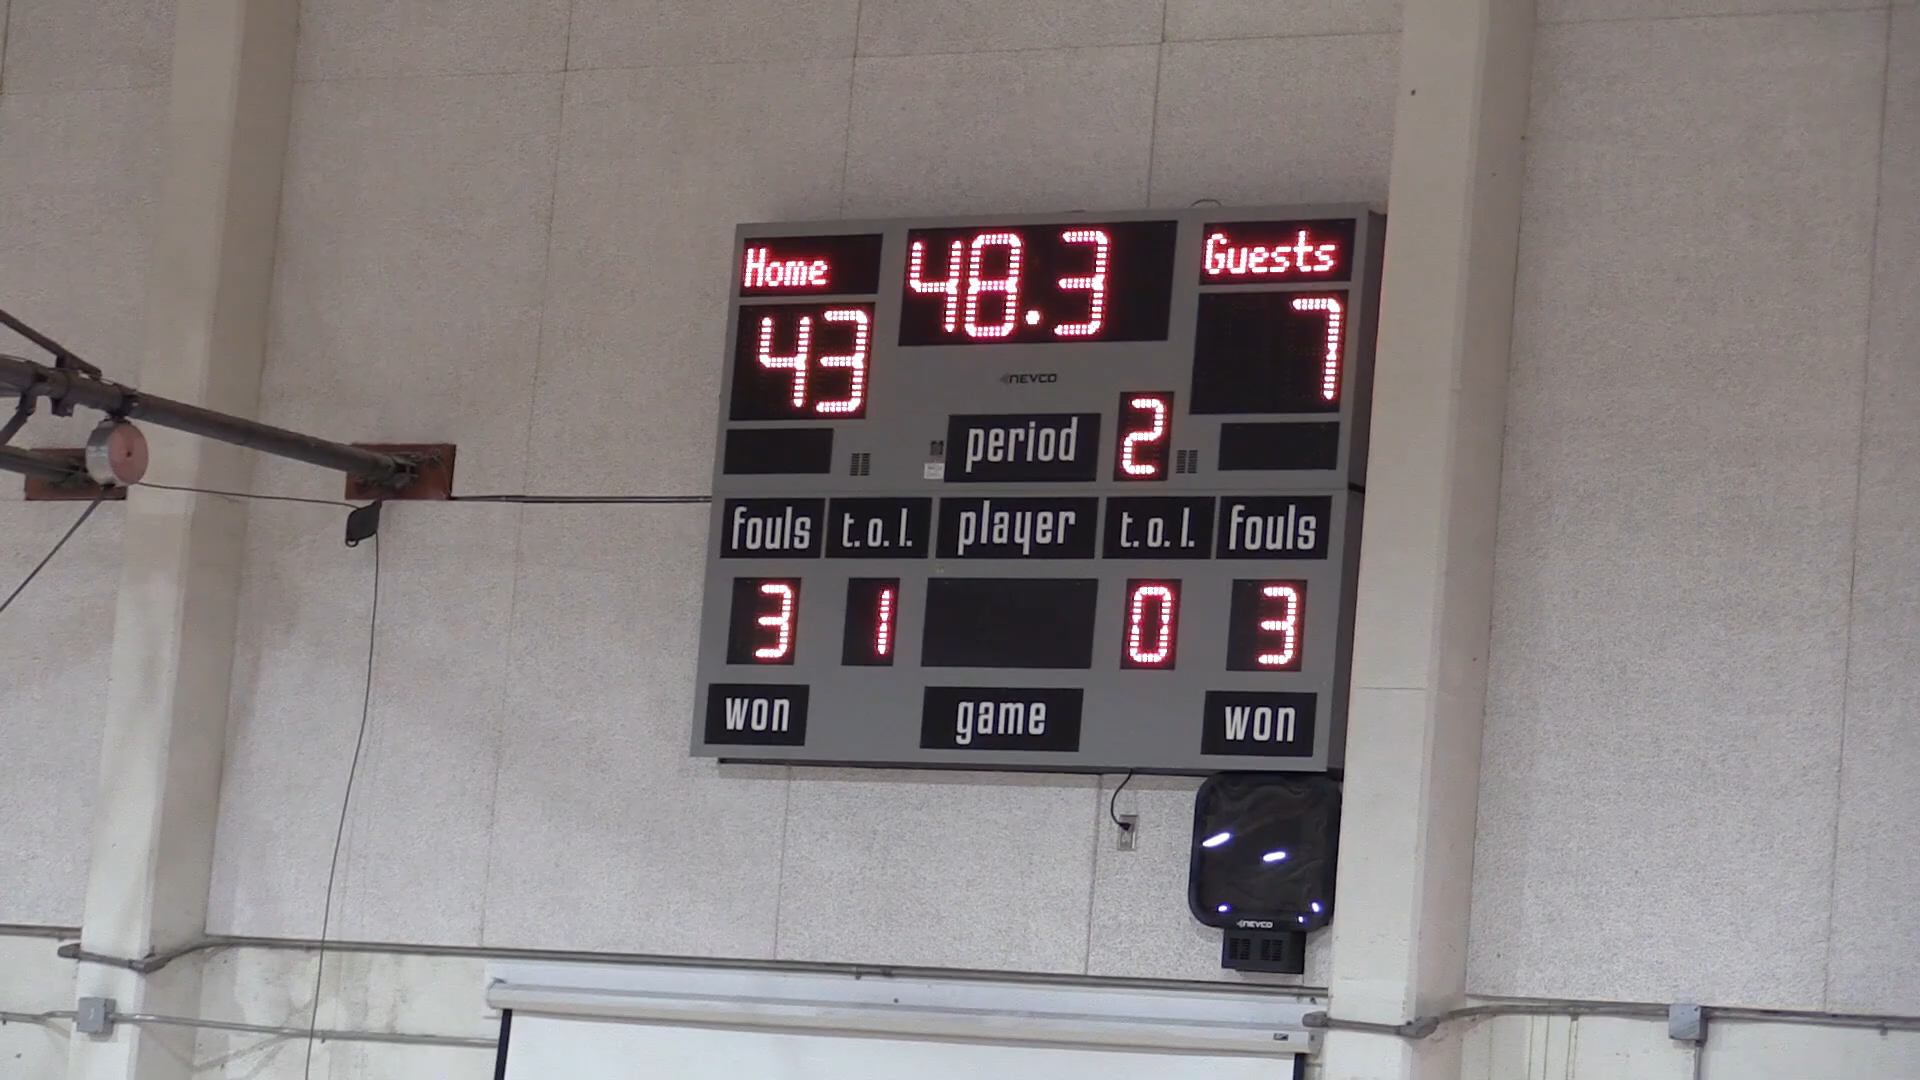 Home 48.3 Guests
43 7
NEVCO
period 2
fouls t.o.l. player t.o.l. fouls
3 1 0 3
won game won
NEVCO